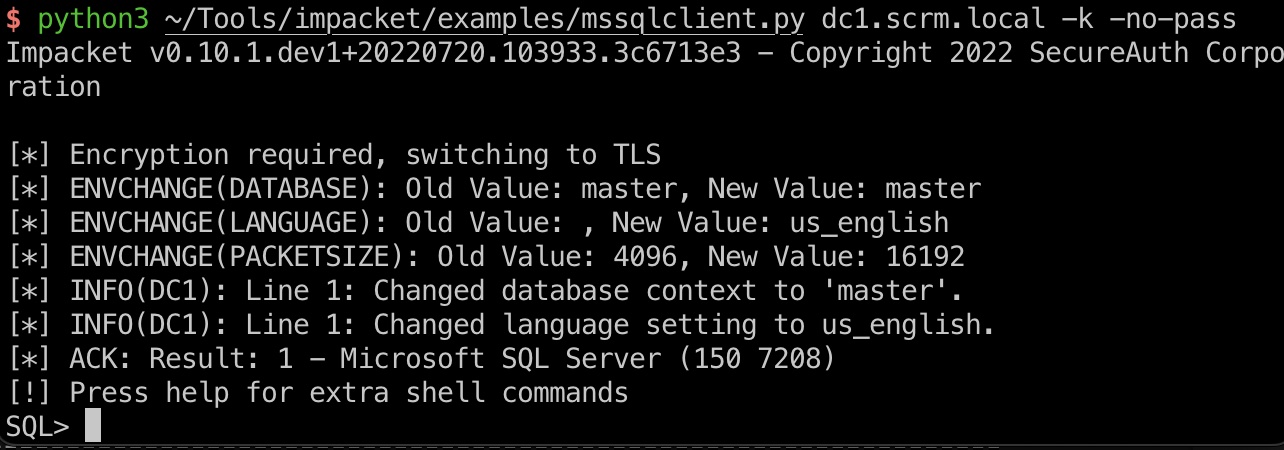 $ python3 ~/Tools/impacket/examples/mssqlclient.py dc1.scrm.local -k -no-pass
Impacket v0.10.1.dev1+20220720.103933.3c6713e3 - Copyright 2022 SecureAuth Corpo
ration
[*] Encryption required, switching to TLS
[*] ENVCHANGE(DATABASE): Old Value: master, New Value: master
[*] ENVCHANGE(LANGUAGE): Old Value: , New Value: us_english
[*] ENVCHANGE(PACKETSIZE): Old Value: 4096, New Value: 16192
[*] INFO(DC1): Line 1: Changed database context to 'master'.
[*] INFO(DC1): Line 1: Changed language setting to us_english.
[*] ACK: Result: 1 - Microsoft SQL Server (150 7208)
[!] Press help for extra shell commands
SQL>